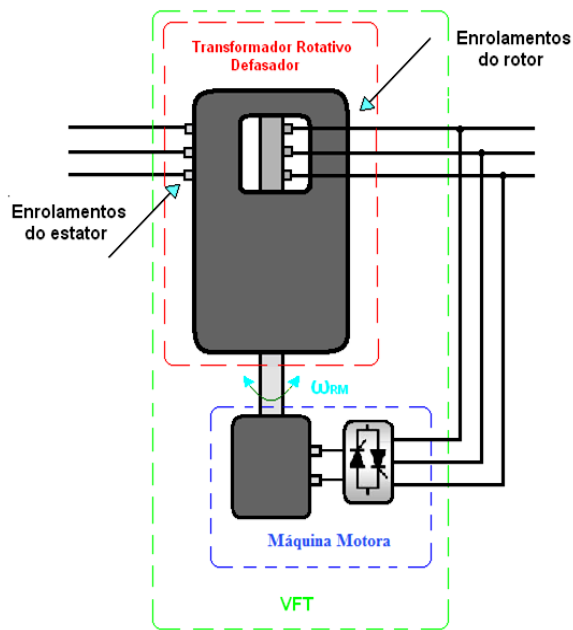 Transformador Rotativo
Defasador
Enrolamentos
do rotor
Enrolamentos
do estator
ωRM
Máquina Motora
VFT